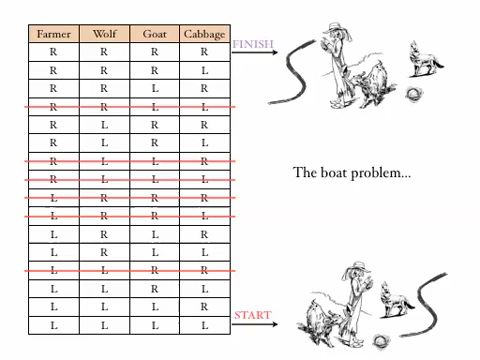 Farmer Wolf Goat Cabbage
R R R R
R R R L
R R L R
R R L L
R L R R
R L R L
R L L R
R L L L
L R R R
L R R L
L R L R
L R L L
L L R R
L L R L
L L L R
L L L L
FINISH
The boat problem...
START